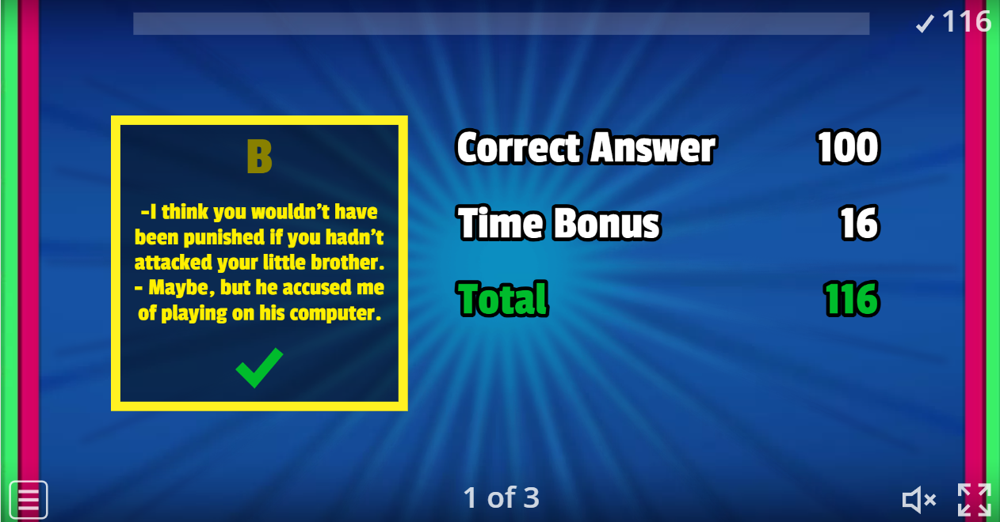 116
B
-I think you wouldn't have
been punished if you hadn't
attacked your little brother.
- Maybe, but he accused me
of playing on his computer.
Correct Answer 100
Time Bonus 16
Total 116
1 of 3